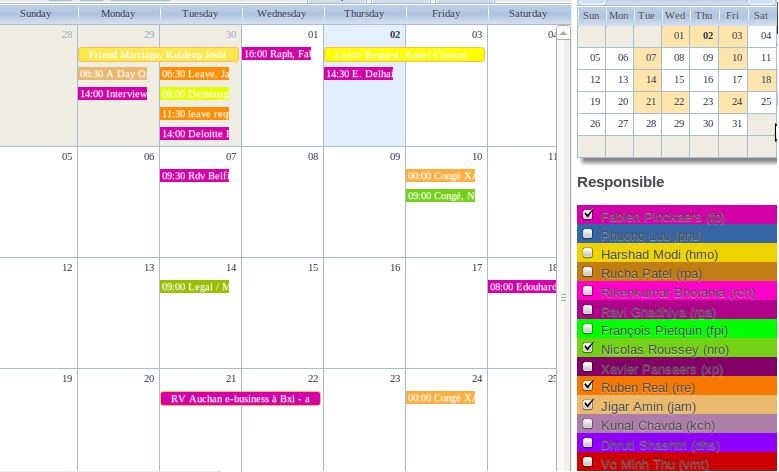 Sunday Monday Tuesday Wednesday Thursday Friday Saturday
28 29 30 01 02 03 04
Friend Marriage, Kuldeep Joshi
16:00 Raph, Fal
Leave Request,
06:30 A Day O
06:30 Leave, Ja
14:30 E. Delha
14:00 Interview
08:00 Demenag
11:30 leave req
14:00 Deloitte
05 06 07 08 09 10 11
09:30 Rdv Belfi
00:00 Congé XA
09:00 Congé, N
12 13 14 15 16 17 18
09:00 Legal / M
08:00 Edouard
19 20 21 22 23 24 25
RV Auchan e-business à Bxl - a
00:00 Congé XA
Sun Mon Tue Wed Thu Fri Sat
01 02 03 04
05 06 07 08 09 10 11
12 13 14 15 16 17 18
19 20 21 22 23 24 25
26 27 28 29 30 31
Responsible
Fabien Pinckaers (fp)
Phuong Luu (phu)
Harshad Modi (hmo)
Rucha Patel (rpa)
Rikenkumar Bhorania (rch)
Ravi Gadhiya (rga)
François Pietquin (fpi)
Nicolas Roussey (nro)
Xavier Pansaers (xp)
Ruben Real (rre)
Jigar Amin (jam)
Kunal Chavda (kch)
Dhruti Shashtri (dhs)
Vo Minh Thu (vmt)